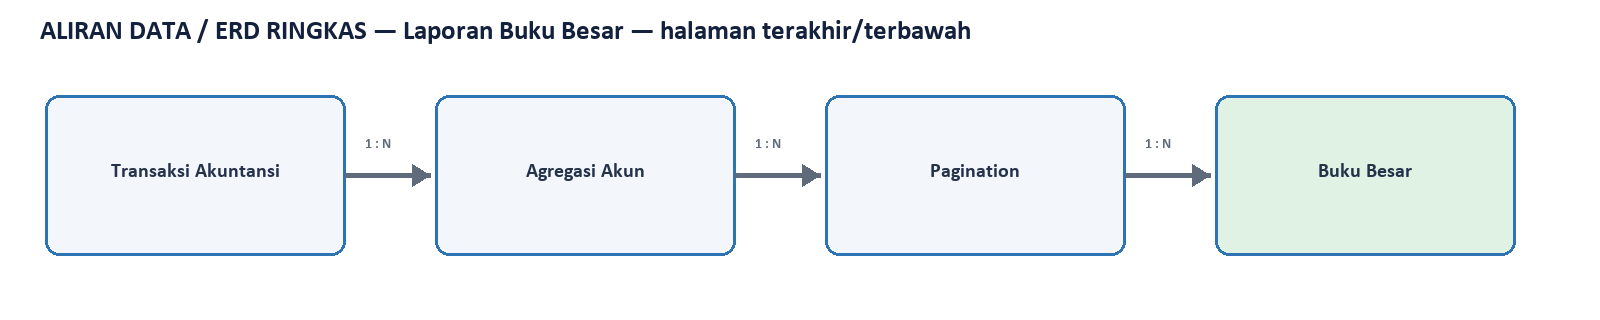 ALIRAN DATA / ERD RINGKAS — Laporan Buku Besar — halaman terakhir/terbawah
1 : N
1 : N
1 : N
Transaksi Akuntansi
Agregasi Akun
Pagination
Buku Besar